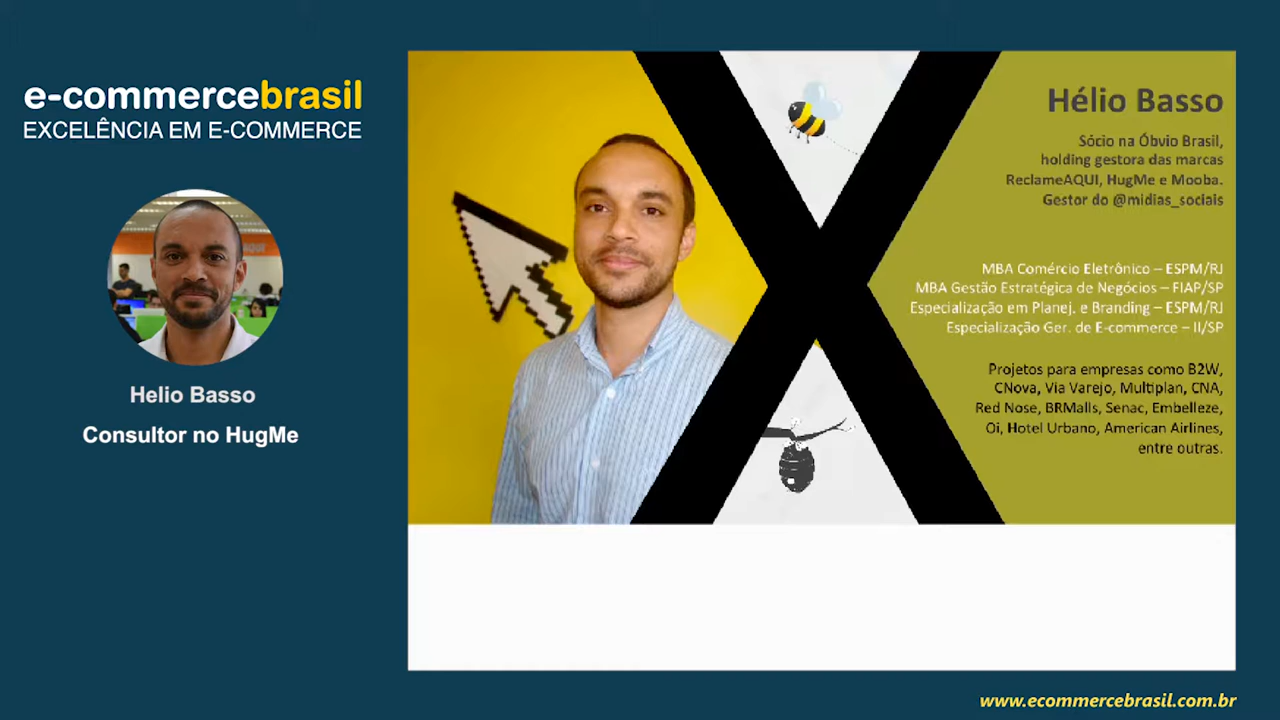 e-commercebrasil
EXCELÊNCIA EM E-COMMERCE
Helio Basso
Consultor no HugMe
Hélio Basso
Sócio na Óbvio Brasil,
holding gestora das marcas
ReclameAQUI, HugMe e Mooba.
Gestor do @midias_sociais
MBA Comércio Eletrônico – ESPM/RJ
MBA Gestão Estratégica de Negócios – FIAP/SP
Especialização em Planej. e Branding – ESPM/RJ
Especialização Ger. de E-commerce – II/SP
Projetos para empresas como B2W,
CNova, Via Varejo, Multiplan, CNA,
Red Nose, BRMalls, Senac, Embelleze,
Oi, Hotel Urbano, American Airlines,
entre outras.
www.ecommercebrasil.com.br